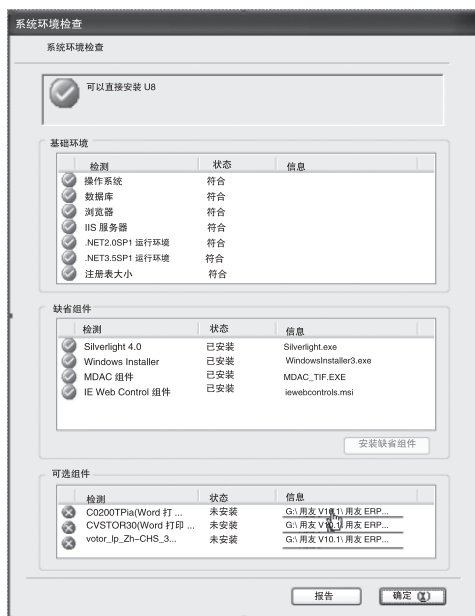 系统环境检查
系统环境检查
可以直接安装 U8
基础环境
检测 状态 信息
操作系统 符合
数据库 符合
浏览器 符合
IIS 服务器 符合
.NET2.0SP1 运行环境 符合
.NET3.5SP1 运行环境 符合
注册表大小 符合
缺省组件
检测 状态 信息
Silverlight 4.0 已安装 Silverlight.exe
Windows Installer 已安装 WindowsInstaller3.exe
MDAC 组件 已安装 MDAC_TIF.EXE
IE Web Control 组件 已安装 iewebcontrols.msi
安装缺省组件
可选组件
检测 状态 信息
C0200TPia(Word 打 ... 未安装 G:\ 用友 V10.1\ 用友 ERP...
CVSTOR30(Word 打印 ... 未安装 G:\ 用友 V10.1\ 用友 ERP...
votor_lp_Zh-CHS_3... 未安装 G:\ 用友 V10.1\ 用友 ERP...
报告 确定